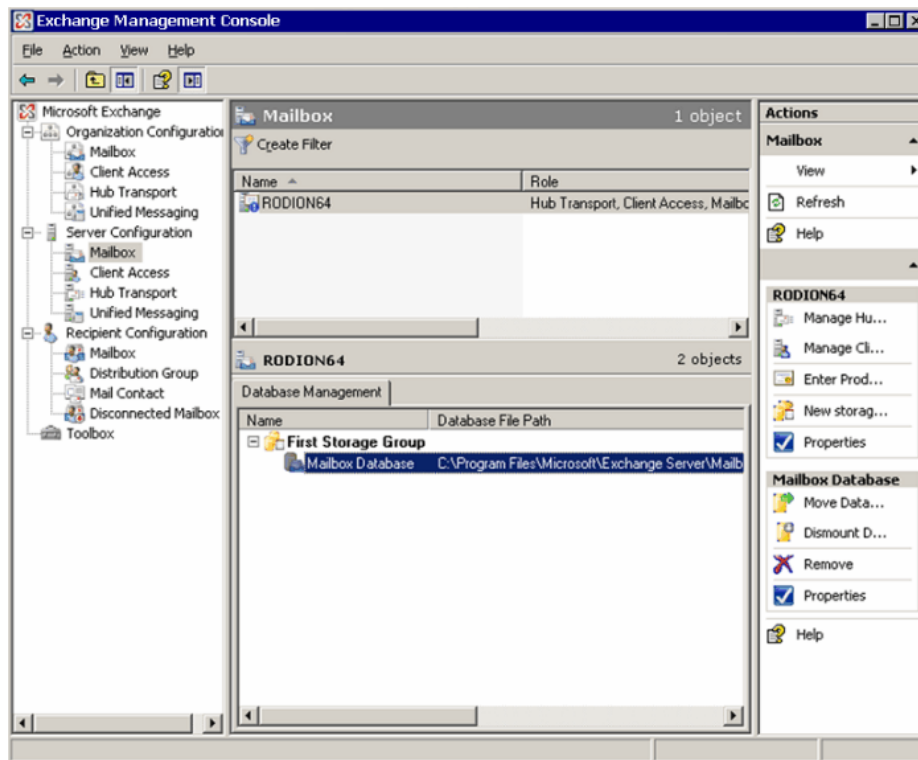 Exchange Management Console
File Action View Help
Microsoft Exchange
Organization Configuration
Mailbox
Client Access
Hub Transport
Unified Messaging
Server Configuration
Mailbox
Client Access
Hub Transport
Unified Messaging
Recipient Configuration
Mailbox
Distribution Group
Mail Contact
Disconnected Mailbox
Toolbox
Mailbox 1 object
Create Filter
Name Role
RODION64 Hub Transport, Client Access, Mailbc
RODION64 2 objects
Database Management
Name Database File Path
First Storage Group
Mailbox Database C:\Program Files\Microsoft\Exchange Server\Mailb
Actions
Mailbox
View
Refresh
Help
RODION64
Manage Hu...
Manage Cli...
Enter Prod...
New storag...
Properties
Mailbox Database
Move Data...
Dismount D...
Remove
Properties
Help